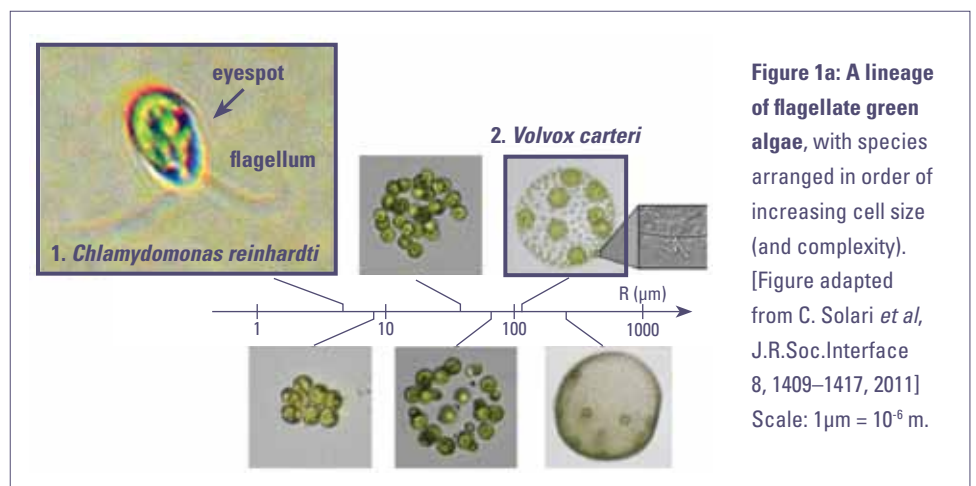 eyespot
flagellum
1. Chlamydomonas reinhardti
2. Volvox carteri
R (µm)
1
10
100
1000
Figure 1a: A lineage
of flagellate green
algae, with species
arranged in order of
increasing cell size
(and complexity).
[Figure adapted
from C. Solari et al,
J.R.Soc.Interface
8, 1409–1417, 2011]
Scale: 1µm = 10⁻⁶ m.